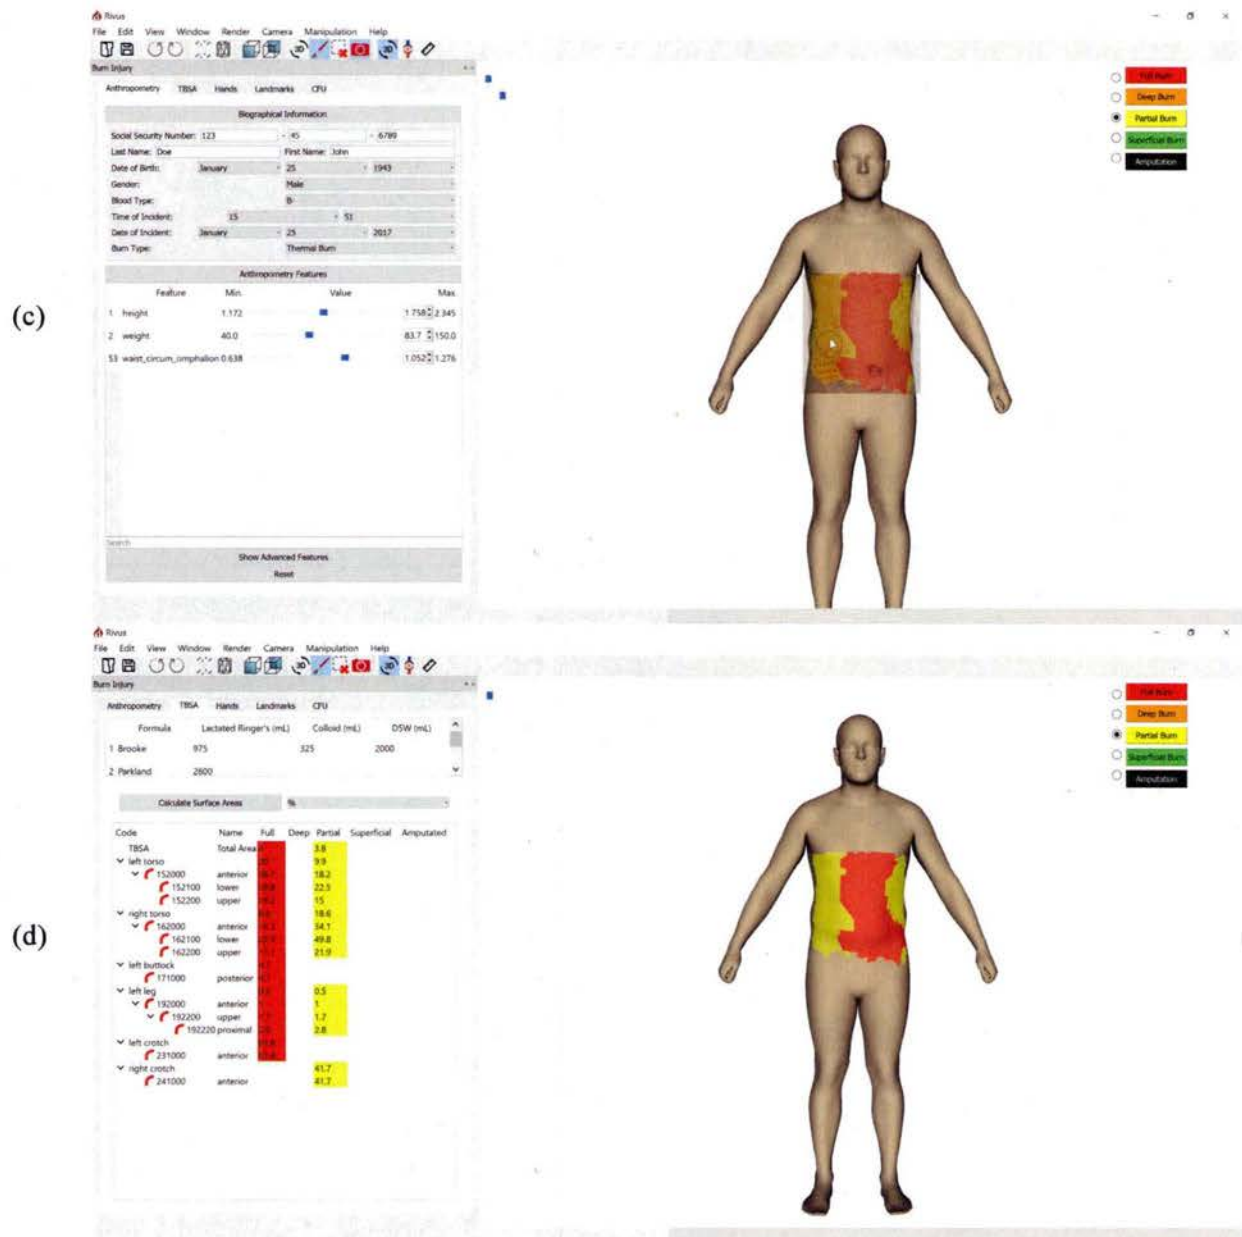 Rivus
File Edit View Window Render Camera Manipulation Help
Burn Injury
Anthropometry TBSA Hands Landmarks CFU
Biographical Information
Social Security Number: 123 - 45 - 6789
Last Name: Doe First Name: John
Date of Birth: January 25 1943
Gender: Male
Blood Type: B-
Time of Incident: 15 51
Date of Incident: January 25 2017
Burn Type: Thermal Burn
Anthropometry Features
Feature Min. Value Max.
1 height 1.172 1.758 2.345
2 weight 40.0 83.7 150.0
53 waist_circum_omphalion 0.638 1.052 1.276
Search
Show Advanced Features
Reset
Full Burn
Deep Burn
Partial Burn
Superficial Burn
Amputation
(c)
Rivus
File Edit View Window Render Camera Manipulation Help
Burn Injury
Anthropometry TBSA Hands Landmarks CFU
Formula Lactated Ringer's (mL) Colloid (mL) D5W (mL)
1 Brooke 975 325 2000
2 Parkland 2600
Calculate Surface Areas %
Code Name Full Deep Partial Superficial Amputated
TBSA Total Area 3.8
left torso 9.9
152000 anterior 18.2
152100 lower 22.5
152200 upper 15
right torso 18.6
162000 anterior 34.1
162100 lower 49.8
162200 upper 21.9
left buttock
171000 posterior
left leg 0.5
192000 anterior 1
192200 upper 1.7
192220 proximal 2.8
left crotch
231000 anterior
right crotch 41.7
241000 anterior 41.7
Full Burn
Deep Burn
Partial Burn
Superficial Burn
Amputation
(d)